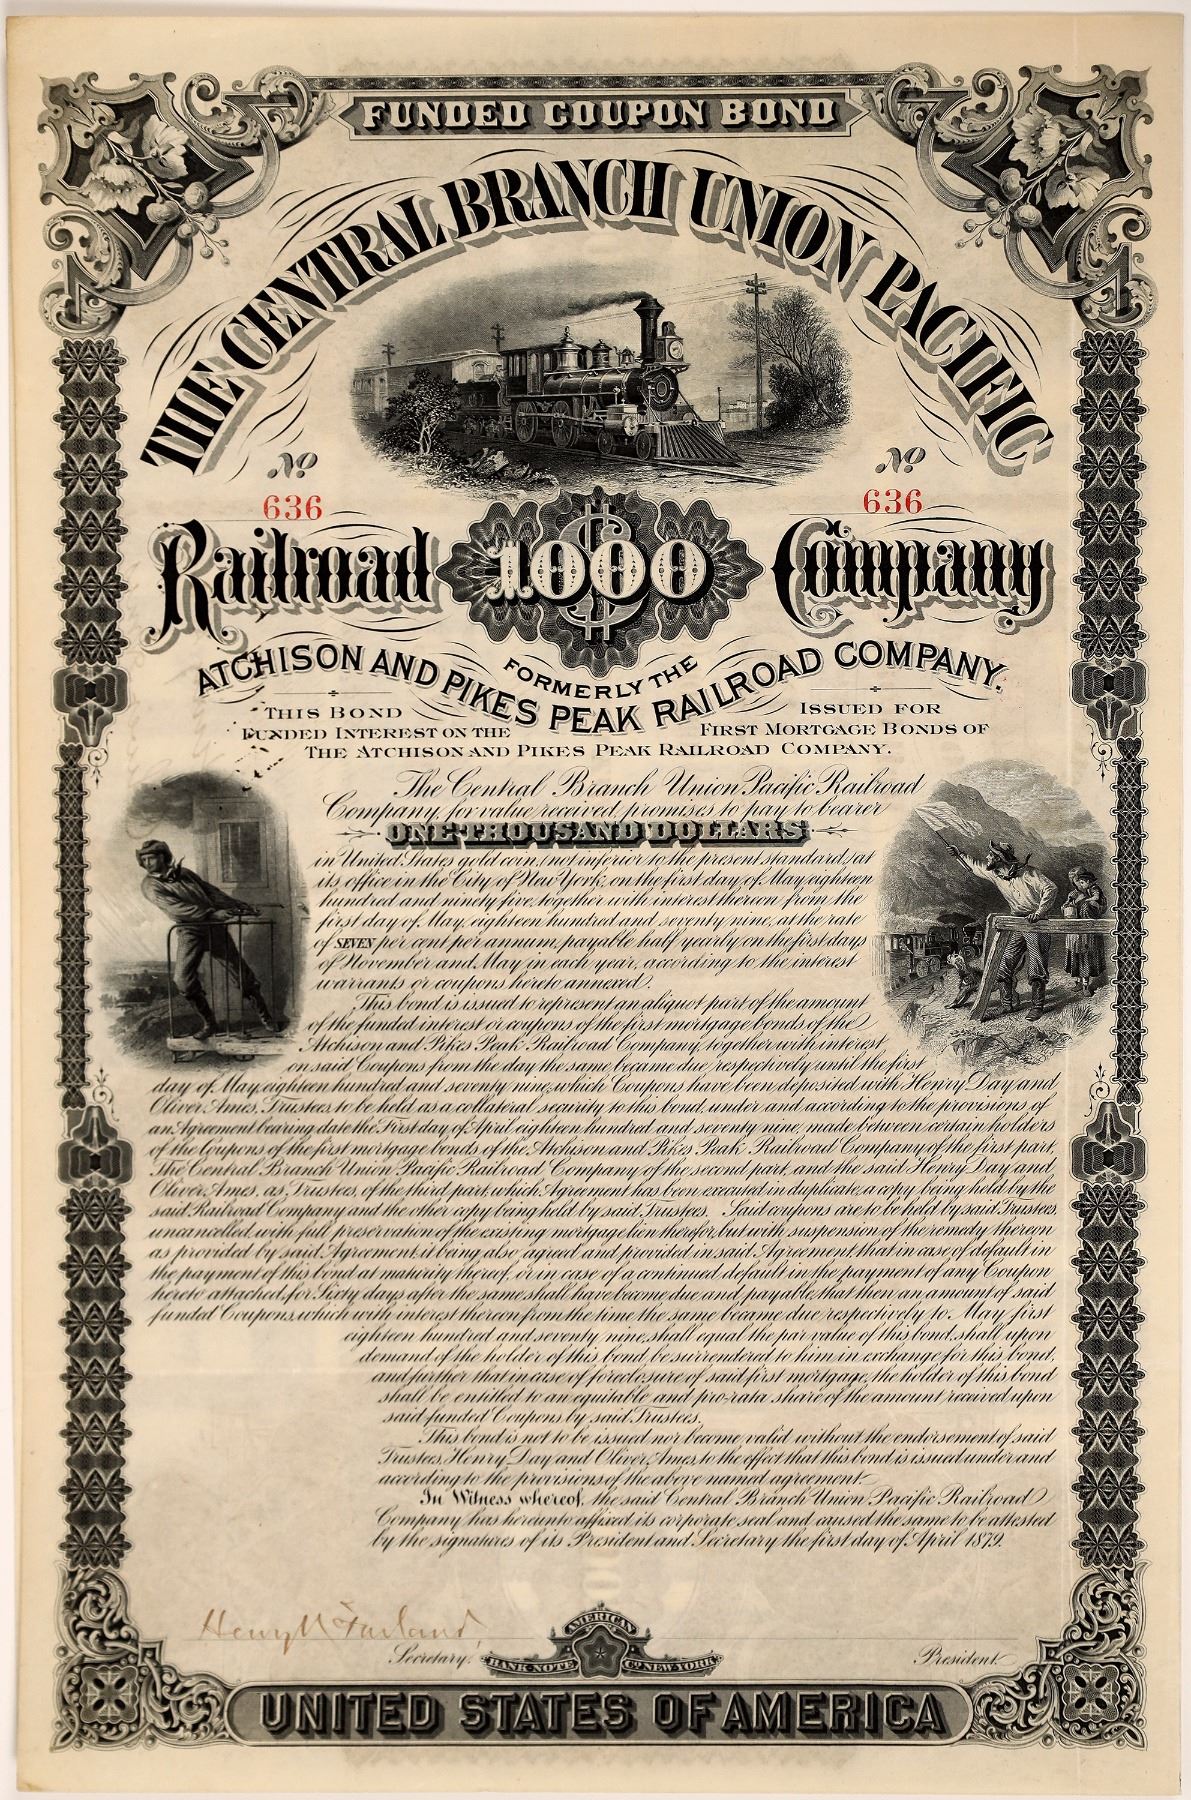 FUNDED COUPON BOND
THE CENTRAL BRANCH UNION PACIFIC
No No
636 636
Railroad $1000 Company
FORMERLY THE
ATCHISON AND PIKES PEAK RAILROAD COMPANY.
THIS BOND ISSUED FOR
FUNDED INTEREST ON THE FIRST MORTGAGE BONDS OF
THE ATCHISON AND PIKES PEAK RAILROAD COMPANY.
The Central Branch Union Pacific Railroad
Company, for value received, promises to pay to bearer
ONE THOUSAND DOLLARS
in United States gold coin, (not inferior to the present standard,) at
its office in the City of New York, on the first day of May, eighteen
hundred and ninety five, together with interest thereon from the
first day of May, eighteen hundred and seventy nine, at the rate
of SEVEN per cent per annum, payable half yearly on the first days
of November and May in each year, according to the interest
warrants or coupons hereto annexed.
This bond is issued to represent an aliquot part of the amount
of the funded interest or coupons of the first mortgage bonds of the
Atchison and Pikes Peak Railroad Company, together with interest
on said Coupons from the day the same became due, respectively until the first
day of May, eighteen hundred and seventy nine, which Coupons have been deposited with Henry Day and
Oliver Ames, Trustees, to be held as a collateral security to this bond, under and according to the provisions of
an Agreement bearing date the First day of April eighteen hundred and seventy nine, made between certain holders
of the Coupons of the first mortgage bonds of the Atchison and Pikes Peak Railroad Company of the first part,
The Central Branch Union Pacific Railroad Company of the second part, and the said Henry Day and
Oliver Ames, as Trustees, of the third part, which Agreement has been executed in duplicate, a copy being held by the
said Railroad Company and the other copy being held by said Trustees. Said coupons are to be held by said Trustees,
uncancelled, with full preservation of the existing mortgage lien therefor, but with suspension of the remedy thereon
as provided by said Agreement, it being also agreed and provided in said Agreement, that in case of default in
the payment of this bond at maturity thereof, or in case of a continued default in the payment of any Coupon
hereto attached, for Sixty days after the same shall have become due and payable, that then an amount of said
funded Coupons, which with interest thereon from the time the same became due, respectively to May first
eighteen hundred and seventy nine, shall equal the par value of this bond, shall upon
demand of the holder of this bond, be surrendered to him in exchange for this bond,
and further that in case of foreclosure of said first mortgage, the holder of this bond
shall be entitled to an equitable and pro-rata share of the amount received upon
said funded Coupons by said Trustees.
This bond is not to be issued nor become valid without the endorsement of said
Trustees, Henry Day and Oliver Ames, to the effect that this bond is issued under and
according to the provisions of the above named agreement.
In Witness whereof, the said Central Branch Union Pacific Railroad
Company has hereunto affixed its corporate seal and caused the same to be attested
by the signatures of its President and Secretary the first day of April 1879.
Henry McFarland,
Secretary. President.
AMERICAN
BANK NOTE CO. NEW YORK.
UNITED STATES OF AMERICA